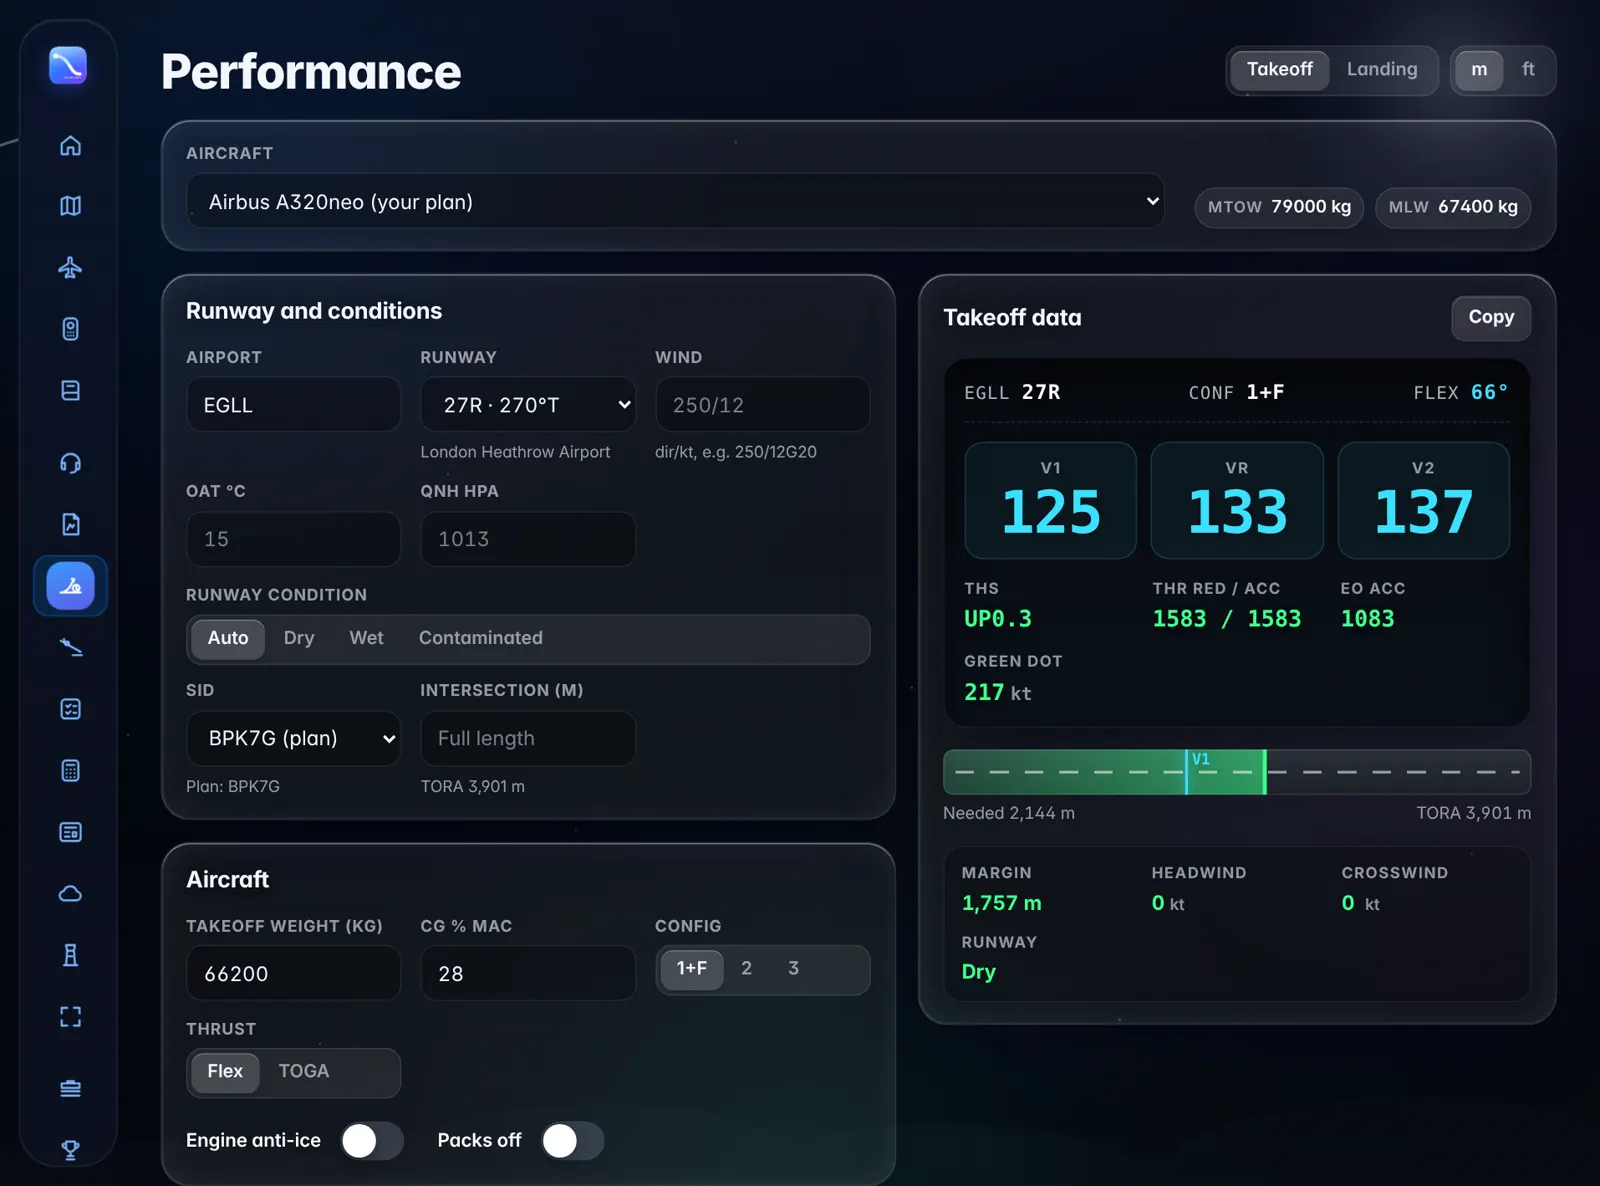 Performance
Takeoff Landing
m ft
AIRCRAFT
Airbus A320neo (your plan)
MTOW 79000 kg
MLW 67400 kg
Runway and conditions
AIRPORT RUNWAY WIND
EGLL 27R · 270°T 250/12
London Heathrow Airport dir/kt, e.g. 250/12G20
OAT °C QNH HPA
15 1013
RUNWAY CONDITION
Auto Dry Wet Contaminated
SID INTERSECTION (M)
BPK7G (plan) Full length
Plan: BPK7G TORA 3,901 m
Aircraft
TAKEOFF WEIGHT (KG) CG % MAC CONFIG
66200 28 1+F 2 3
THRUST
Flex TOGA
Engine anti-ice Packs off
Takeoff data
Copy
EGLL 27R CONF 1+F FLEX 66°
V1 VR V2
125 133 137
THS THR RED / ACC EO ACC
UP0.3 1583 / 1583 1083
GREEN DOT
217 kt
V1
Needed 2,144 m TORA 3,901 m
MARGIN HEADWIND CROSSWIND
1,757 m 0 kt 0 kt
RUNWAY
Dry